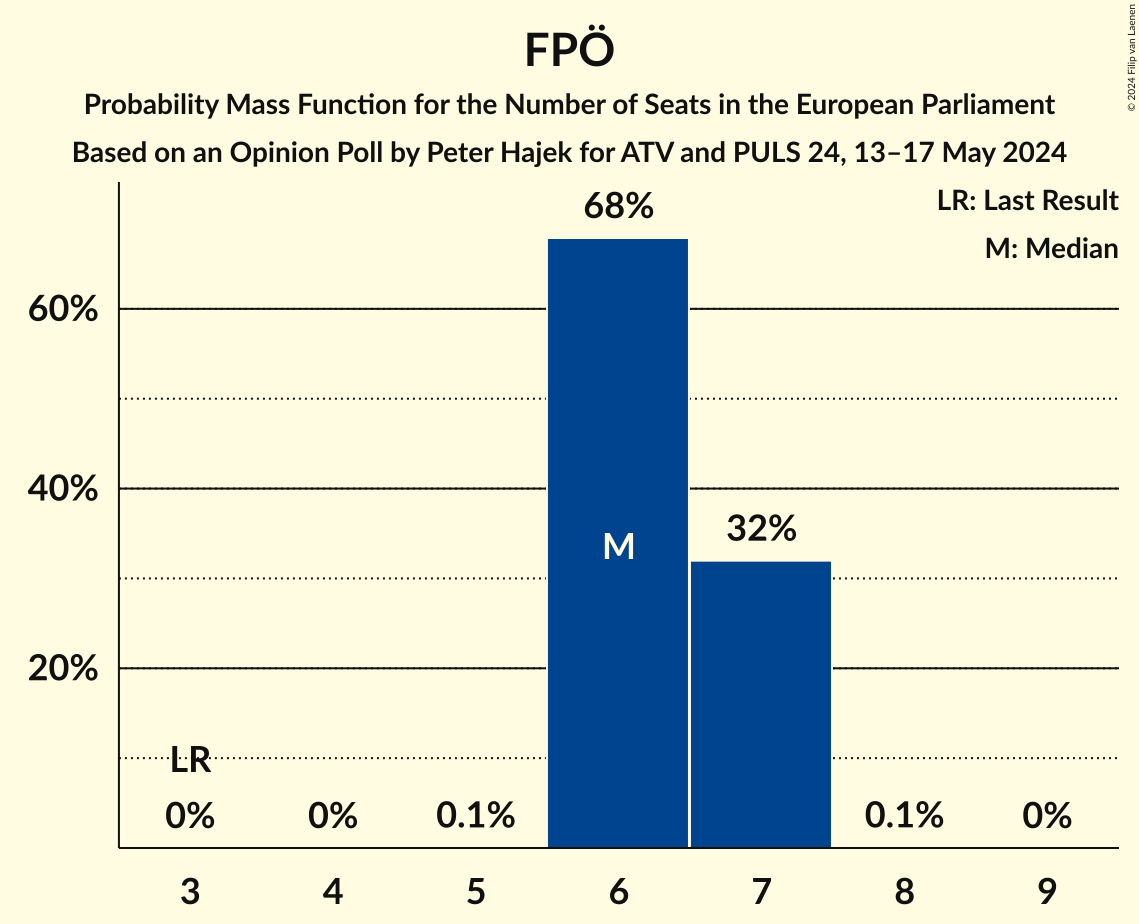 FPÖ
Probability Mass Function for the Number of Seats in the European Parliament
Based on an Opinion Poll by Peter Hajek for ATV and PULS 24, 13–17 May 2024
© 2024 Filip van Laenen
LR: Last Result
M: Median
68%
60%
40%
32%
M
20%
LR
0%
0%
0.1%
0.1%
0%
3
4
5
6
7
8
9